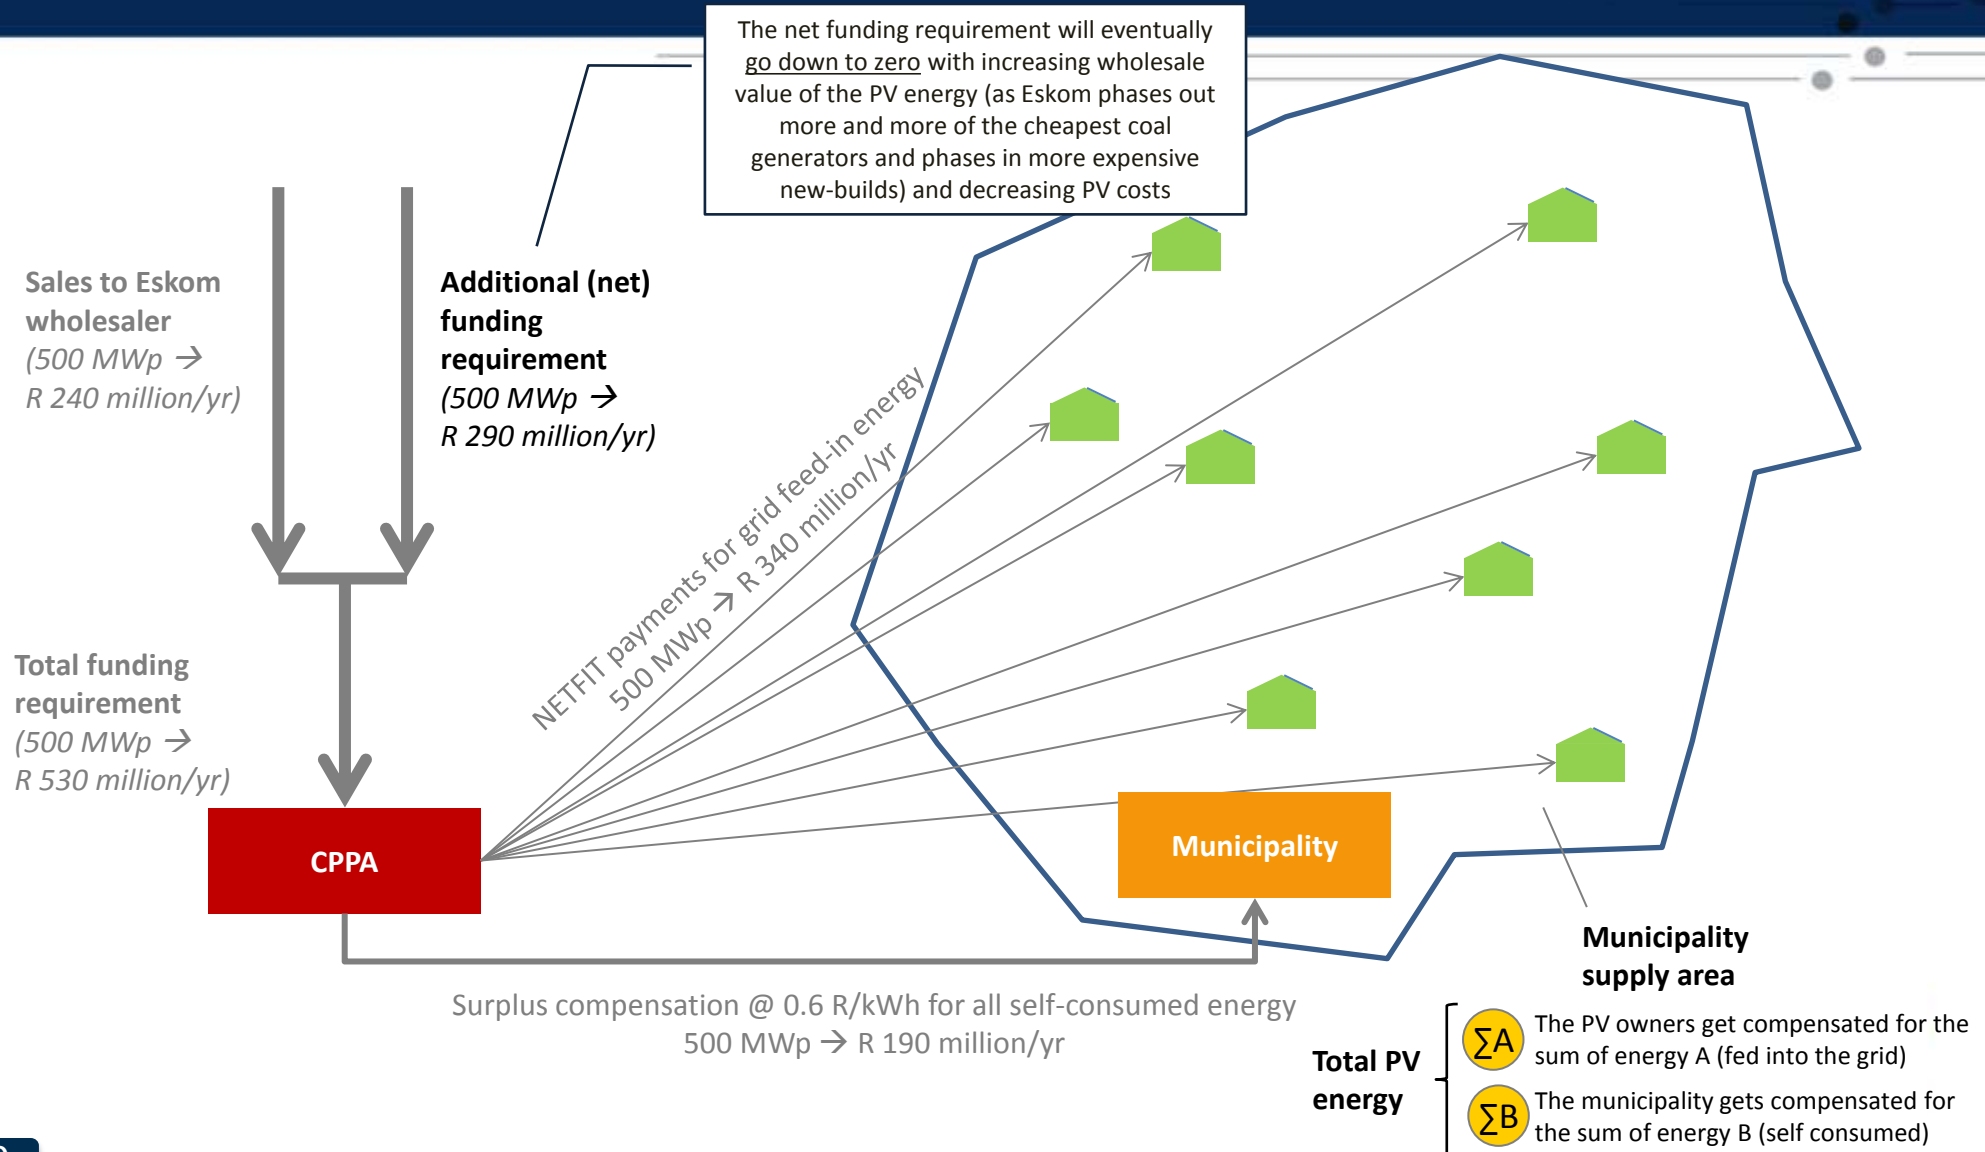 The net funding requirement will eventually
go down to zero with increasing wholesale
value of the PV energy (as Eskom phases out
more and more of the cheapest coal
generators and phases in more expensive
new-builds) and decreasing PV costs
Sales to Eskom
wholesaler
(500 MWp →
R 240 million/yr)
Additional (net)
funding
requirement
(500 MWp →
R 290 million/yr)
NETFIT payments for grid feed-in energy
500 MWp → R 340 million/yr
Total funding
requirement
(500 MWp →
R 530 million/yr)
CPPA
Municipality
Municipality
supply area
Surplus compensation @ 0.6 R/kWh for all self-consumed energy
500 MWp → R 190 million/yr
Total PV
energy
∑A
The PV owners get compensated for the
sum of energy A (fed into the grid)
∑B
The municipality gets compensated for
the sum of energy B (self consumed)